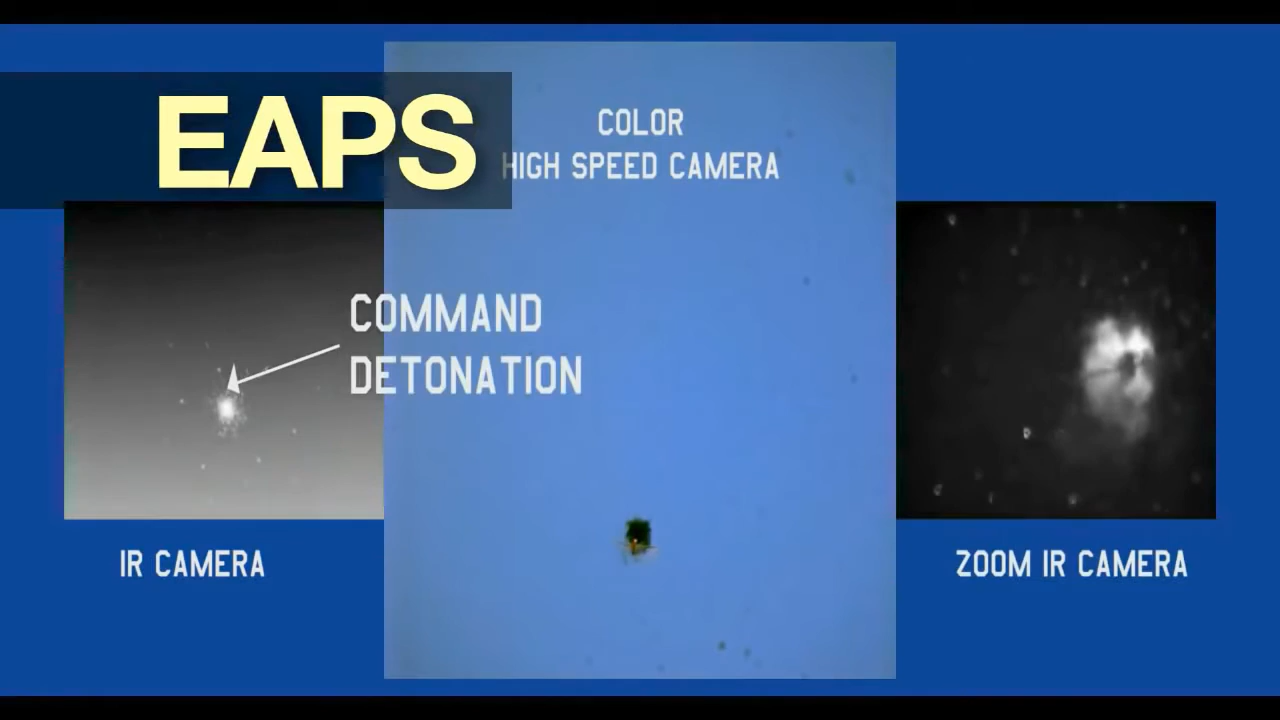 EAPS
COLOR
HIGH SPEED CAMERA
COMMAND
DETONATION
IR CAMERA
ZOOM IR CAMERA